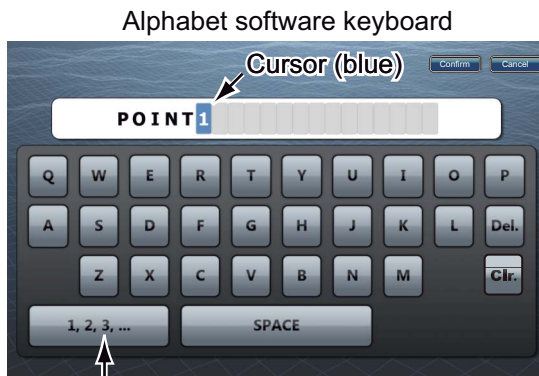 Alphabet software keyboard
Cursor (blue)
Confirm Cancel
POINT1
Q W E R T Y U I O P
A S D F G H J K L Del.
Z X C V B N M Clr.
1, 2, 3, ... SPACE